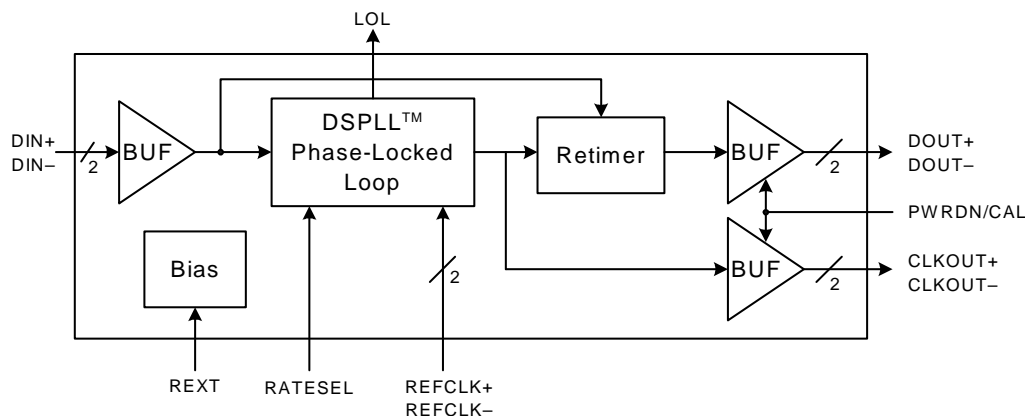 LOL
DIN+
DIN–
2
BUF
DSPLL™
Phase-Locked
Loop
Retimer
BUF
2
DOUT+
DOUT–
PWRDN/CAL
Bias
2
BUF
2
CLKOUT+
CLKOUT–
REXT
RATESEL
REFCLK+
REFCLK–